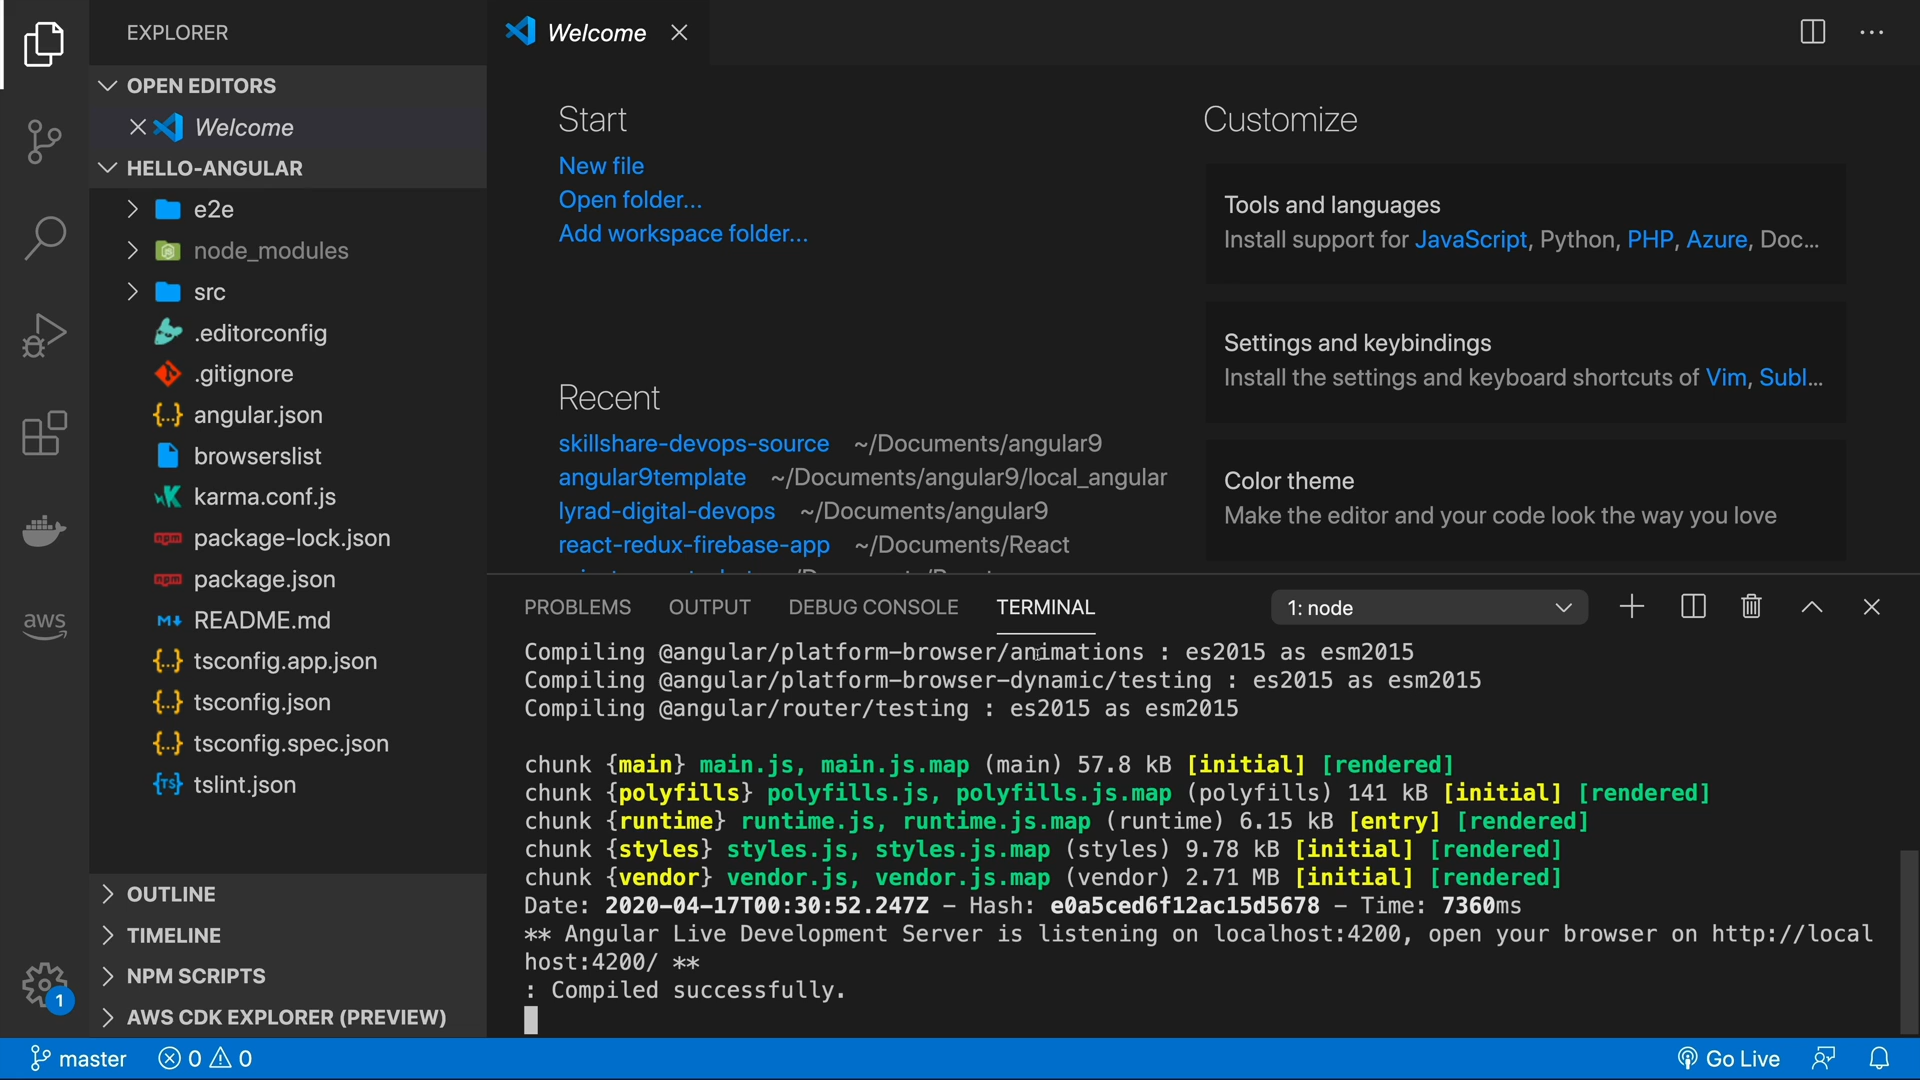 EXPLORER
OPEN EDITORS
Welcome
HELLO-ANGULAR
e2e
node_modules
src
.editorconfig
.gitignore
angular.json
browserslist
karma.conf.js
package-lock.json
package.json
README.md
tsconfig.app.json
tsconfig.json
tsconfig.spec.json
tslint.json
OUTLINE
TIMELINE
NPM SCRIPTS
AWS CDK EXPLORER (PREVIEW)
aws
1
Welcome
Start
New file
Open folder...
Add workspace folder...
Recent
skillshare-devops-source ~/Documents/angular9
angular9template ~/Documents/angular9/local_angular
lyrad-digital-devops ~/Documents/angular9
react-redux-firebase-app ~/Documents/React
Customize
Tools and languages
Install support for JavaScript, Python, PHP, Azure, Doc...
Settings and keybindings
Install the settings and keyboard shortcuts of Vim, Subl...
Color theme
Make the editor and your code look the way you love
PROBLEMS OUTPUT DEBUG CONSOLE TERMINAL 1: node
Compiling @angular/platform-browser/animations : es2015 as esm2015
Compiling @angular/platform-browser-dynamic/testing : es2015 as esm2015
Compiling @angular/router/testing : es2015 as esm2015
chunk {main} main.js, main.js.map (main) 57.8 kB [initial] [rendered]
chunk {polyfills} polyfills.js, polyfills.js.map (polyfills) 141 kB [initial] [rendered]
chunk {runtime} runtime.js, runtime.js.map (runtime) 6.15 kB [entry] [rendered]
chunk {styles} styles.js, styles.js.map (styles) 9.78 kB [initial] [rendered]
chunk {vendor} vendor.js, vendor.js.map (vendor) 2.71 MB [initial] [rendered]
Date: 2020-04-17T00:30:52.247Z - Hash: e0a5ced6f12ac15d5678 - Time: 7360ms
** Angular Live Development Server is listening on localhost:4200, open your browser on http://local
host:4200/ **
: Compiled successfully.
master 0 0 Go Live